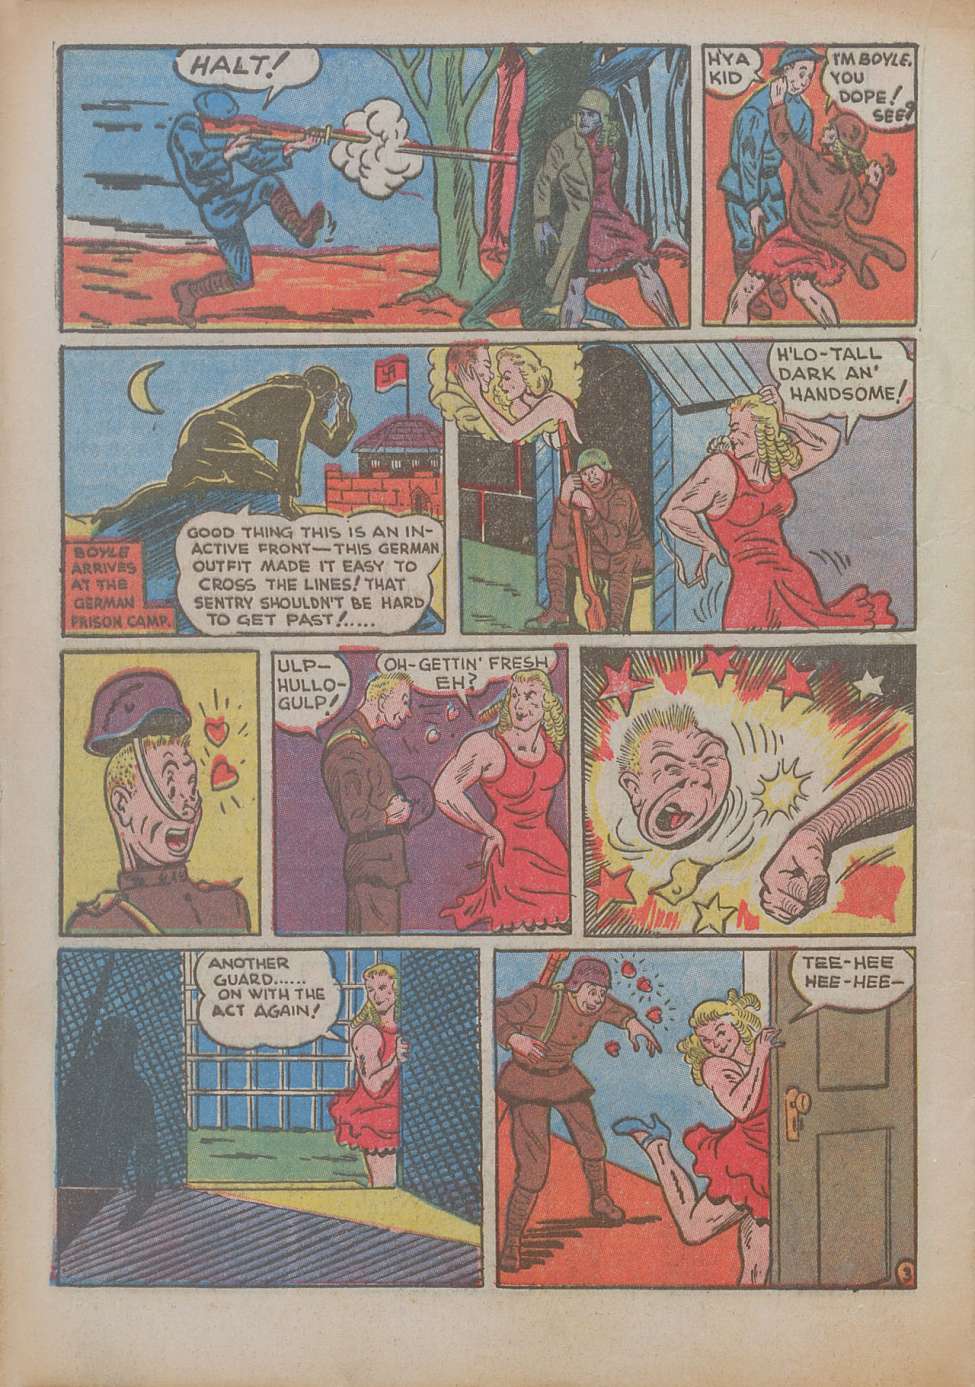 HALT!
H'YA
KID
I'M BOYLE.
YOU
DOPE!
SEE?
BOYLE
ARRIVES
AT THE
GERMAN
PRISON CAMP.
GOOD THING THIS IS AN IN-
ACTIVE FRONT—THIS GERMAN
OUTFIT MADE IT EASY TO
CROSS THE LINES! THAT
SENTRY SHOULDN'T BE HARD
TO GET PAST!.....
H'LO-TALL
DARK AN'
HANDSOME!
ULP-
HULLO-
GULP!
OH-GETTIN' FRESH
EH?
ANOTHER
GUARD......
ON WITH THE
ACT AGAIN!
TEE-HEE
HEE-HEE-
3